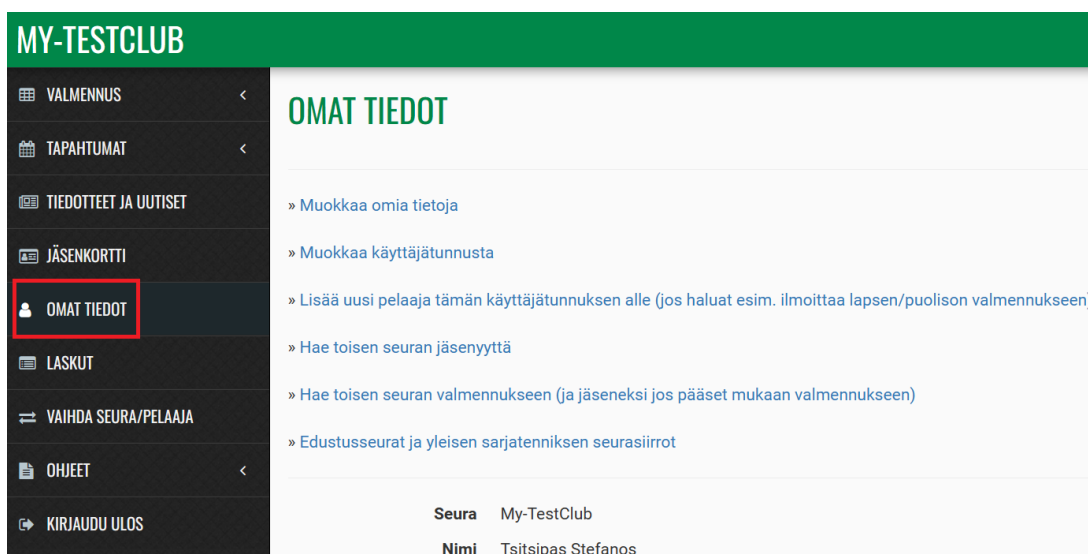 MY-TESTCLUB
VALMENNUS
TAPAHTUMAT
TIEDOTTEET JA UUTISET
JÄSENKORTTI
OMAT TIEDOT
LASKUT
VAIHDA SEURA/PELAAJA
OHJEET
KIRJAUDU ULOS
OMAT TIEDOT
» Muokkaa omia tietoja
» Muokkaa käyttäjätunnusta
» Lisää uusi pelaaja tämän käyttäjätunnuksen alle (jos haluat esim. ilmoittaa lapsen/puolison valmennukseen)
» Hae toisen seuran jäsenyyttä
» Hae toisen seuran valmennukseen (ja jäseneksi jos pääset mukaan valmennukseen)
» Edustusseurat ja yleisen sarjatenniksen seurasiirrot
Seura My-TestClub
Nimi Tsitsipas Stefanos